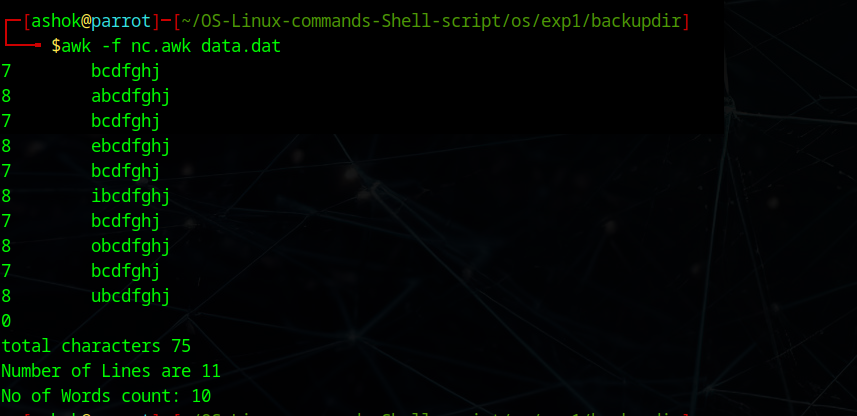 ┌─[ashok@parrot]─[~/OS-Linux-commands-Shell-script/os/exp1/backupdir]
└──╼ $awk -f nc.awk data.dat
7        bcdfghj
8        abcdfghj
7        bcdfghj
8        ebcdfghj
7        bcdfghj
8        ibcdfghj
7        bcdfghj
8        obcdfghj
7        bcdfghj
8        ubcdfghj
0
total characters 75
Number of Lines are 11
No of Words count: 10